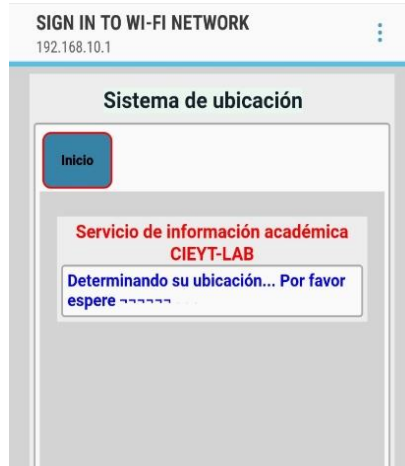 SIGN IN TO WI-FI NETWORK
192.168.10.1
Sistema de ubicación
Inicio
Servicio de información académica
CIEYT-LAB
Determinando su ubicación... Por favor
espere ¬¬¬¬¬¬